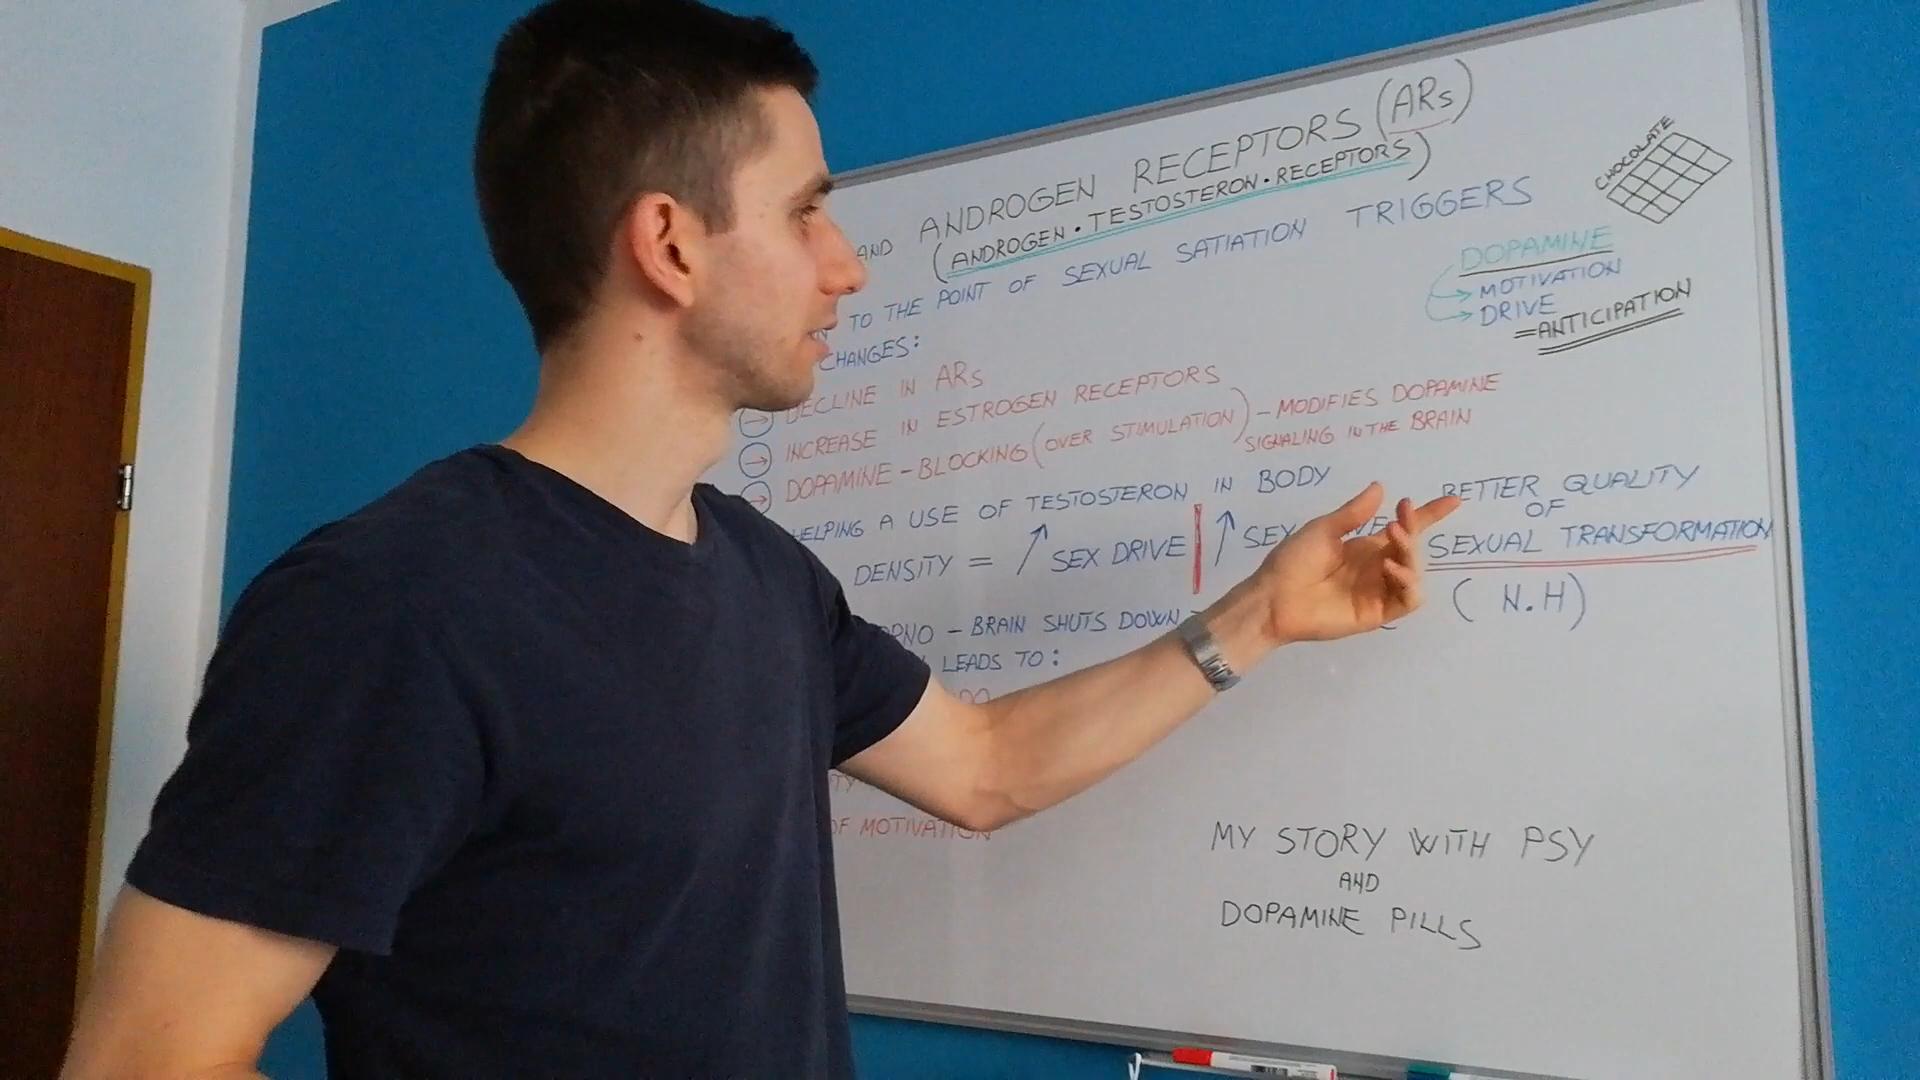 AND ANDROGEN RECEPTORS (ARs)
(ANDROGEN • TESTOSTERON • RECEPTORS)
TO THE POINT OF SEXUAL SATIATION TRIGGERS
CHANGES:
→ DECLINE IN ARs
→ INCREASE IN ESTROGEN RECEPTORS
→ DOPAMINE - BLOCKING (OVER STIMULATION) - MODIFIES DOPAMINE
SIGNALING IN THE BRAIN
HELPING A USE OF TESTOSTERON IN BODY
DENSITY = ↑ SEX DRIVE | ↑ SEX
BRAIN SHUTS DOWN
LEADS TO:
OF MOTIVATION
CHOCOLATE
DOPAMINE
→ MOTIVATION
→ DRIVE
= ANTICIPATION
BETTER QUALITY
OF
SEXUAL TRANSFORMATION
(N.H)
MY STORY WITH PSY
AND
DOPAMINE PILLS